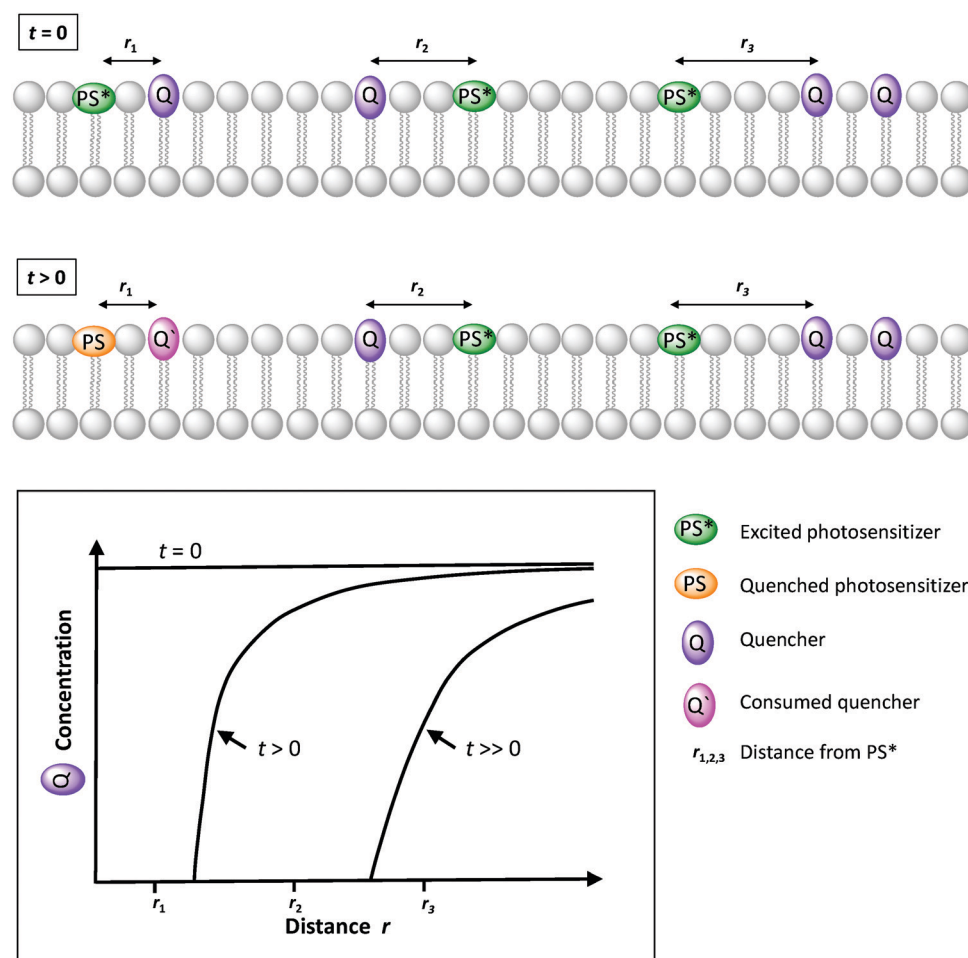 t = 0
r1 r2 r3
PS* Q Q PS* PS* Q Q
t > 0
r1 r2 r3
PS Q` Q PS* PS* Q Q
t = 0
PS* Excited photosensitizer
PS Quenched photosensitizer
Q Quencher
Q` Consumed quencher
r1,2,3 Distance from PS*
Q Concentration
t > 0
t >> 0
r1 r2 r3
Distance r